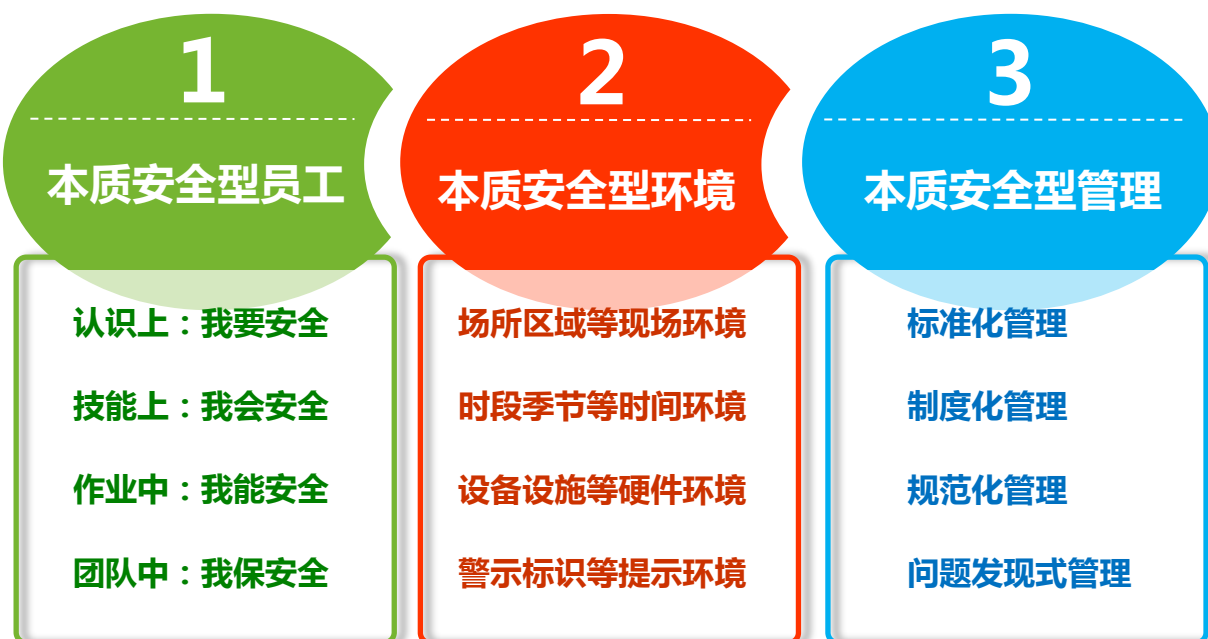 1
本质安全型员工
认识上：我要安全
技能上：我会安全
作业中：我能安全
团队中：我保安全
2
本质安全型环境
场所区域等现场环境
时段季节等时间环境
设备设施等硬件环境
警示标识等提示环境
3
本质安全型管理
标准化管理
制度化管理
规范化管理
问题发现式管理